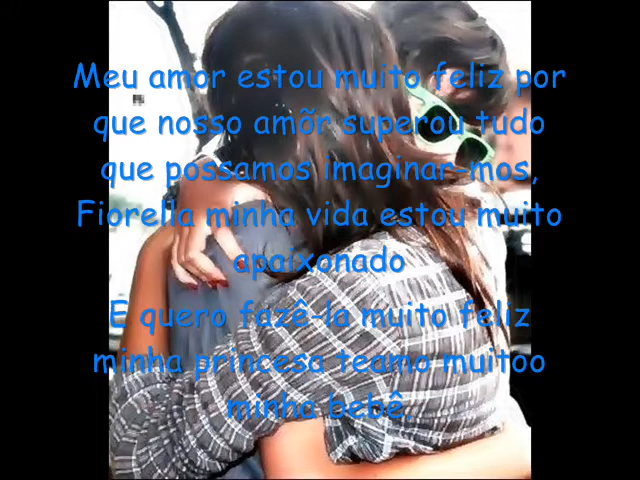 Meu amor estou muito feliz por
que nosso amõr superou tudo
que possamos imaginar-mos,
Fiorella minha vida estou muito
apaixonado
E quero fazê-la muito feliz
minha princesa teamo muitoo
minha bebê.